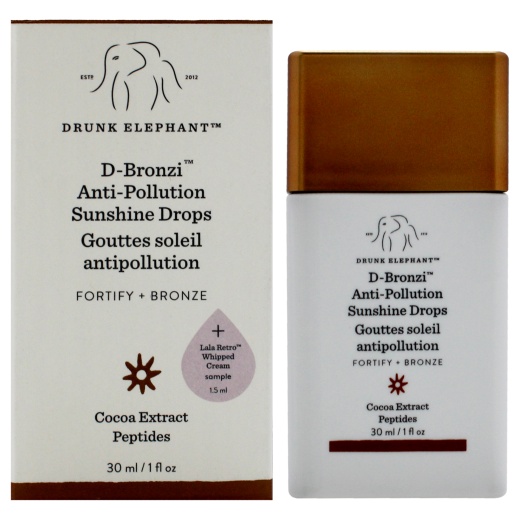 ESTD 2012
DRUNK ELEPHANT™
D-Bronzi™
Anti-Pollution
Sunshine Drops
Gouttes soleil
antipollution
FORTIFY + BRONZE
+
Lala Retro™
Whipped
Cream
sample
1.5 ml
Cocoa Extract
Peptides
30 ml / 1 fl oz
DRUNK ELEPHANT™
D-Bronzi™
Anti-Pollution
Sunshine Drops
Gouttes soleil
antipollution
FORTIFY + BRONZE
Cocoa Extract
Peptides
30 ml / 1 fl oz